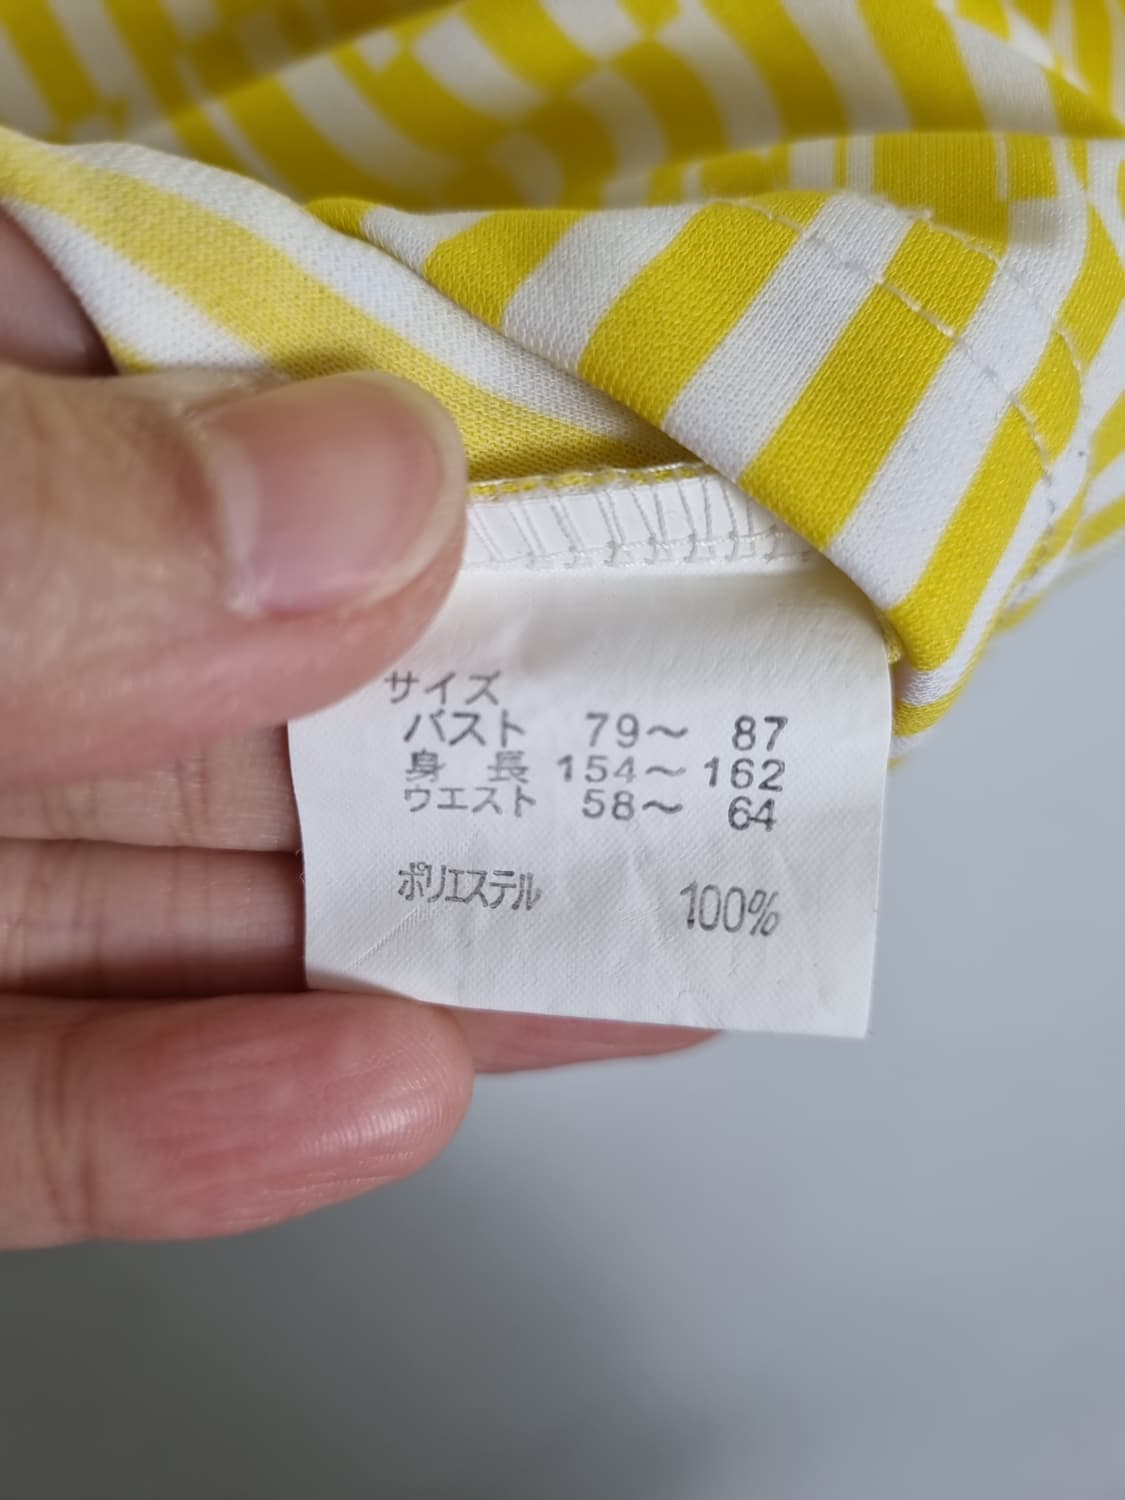 サイズ
バスト 79～ 87
身 長 154～162
ウエスト 58～ 64
ポリエステル 100%